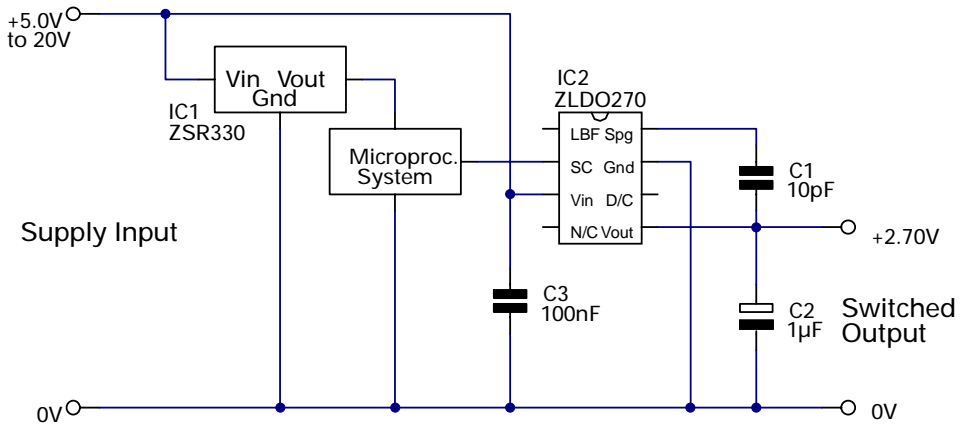 +5.0V
to 20V
Vin Vout
Gnd
IC1
ZSR330
Microproc.
System
IC2
ZLDO270
LBF Spg
SC Gnd
Vin D/C
N/C Vout
C1
10pF
Supply Input
+2.70V
C3
100nF
C2
1µF
Switched
Output
0V
0V